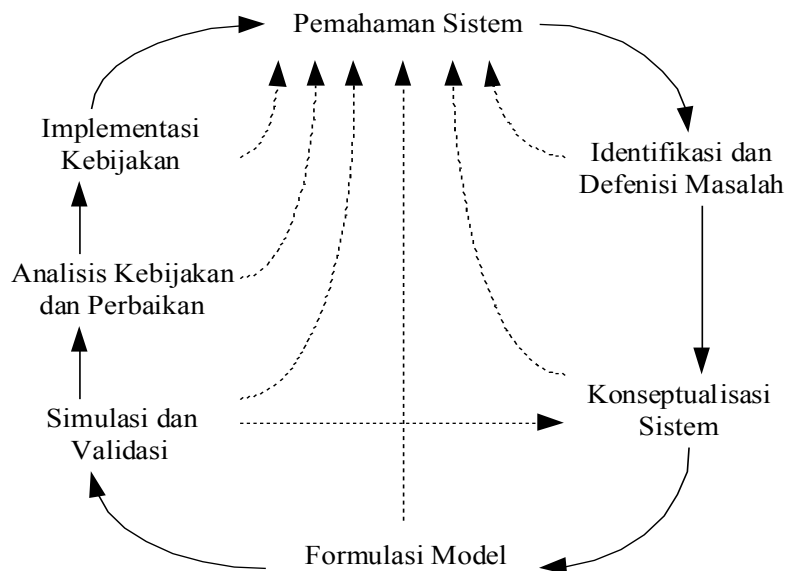 Pemahaman Sistem
Identifikasi dan
Defenisi Masalah
Konseptualisasi
Sistem
Formulasi Model
Simulasi dan
Validasi
Analisis Kebijakan
dan Perbaikan
Implementasi
Kebijakan